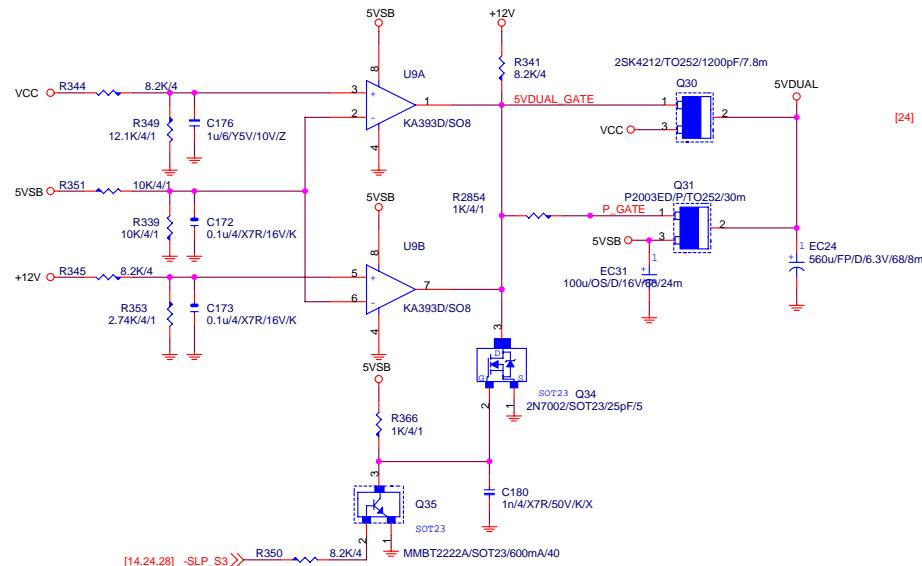 5VSB
+12V
8
U9A
R341
8.2K/4
2SK4212/TO252/1200pF/7.8m
Q30
5VDUAL
VCC
R344
8.2K/4
3
+
1
5VDUAL_GATE
1
2
[24]
R349
12.1K/4/1
C176
1u/6/Y5V/10V/Z
2
-
KA393D/SO8
VCC
3
4
5VSB
R351
10K/4/1
5VSB
R2854
1K/4/1
Q31
P2003ED/P/TO252/30m
P_GATE
1
2
R339
10K/4/1
C172
0.1u/4/X7R/16V/K
8
U9B
5VSB
3
1
EC24
560u/FP/D/6.3V/68/8m
+
+12V
R345
8.2K/4
5
+
7
1
EC31
100u/OS/D/16V/66/24m
+
R353
2.74K/4/1
C173
0.1u/4/X7R/16V/K
6
-
KA393D/SO8
4
3
5VSB
D
G
S
SOT23
Q34
2N7002/SOT23/25pF/5
2
1
R366
1K/4/1
3
C180
1n/4/X7R/50V/K/X
Q35
SOT23
2
1
MMBT2222A/SOT23/600mA/40
[14,24,28]
-SLP_S3
R350
8.2K/4